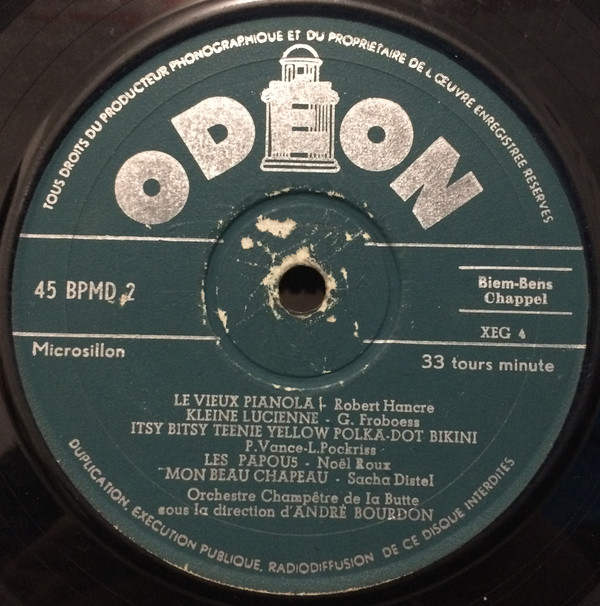 TOUS DROITS DU PRODUCTEUR PHONOGRAPHIQUE ET DU PROPRIETAIRE DE L'ŒUVRE ENREGISTREE RESERVES
ODEON
45 BPMD 2
Biem-Bens
Chappel
XEG 4
Microsillon
33 tours minute
LE VIEUX PIANOLA - Robert Hancre
KLEINE LUCIENNE - G. Froboess
ITSY BITSY TEENIE YELLOW POLKA-DOT BIKINI
P. Vance-L. Pockriss
LES PAPOUS - Noël Roux
MON BEAU CHAPEAU - Sacha Distel
Orchestre Champêtre de la Butte
sous la direction d'ANDRÉ BOURDON
DUPLICATION, EXECUTION PUBLIQUE, RADIODIFFUSION DE CE DISQUE INTERDITES